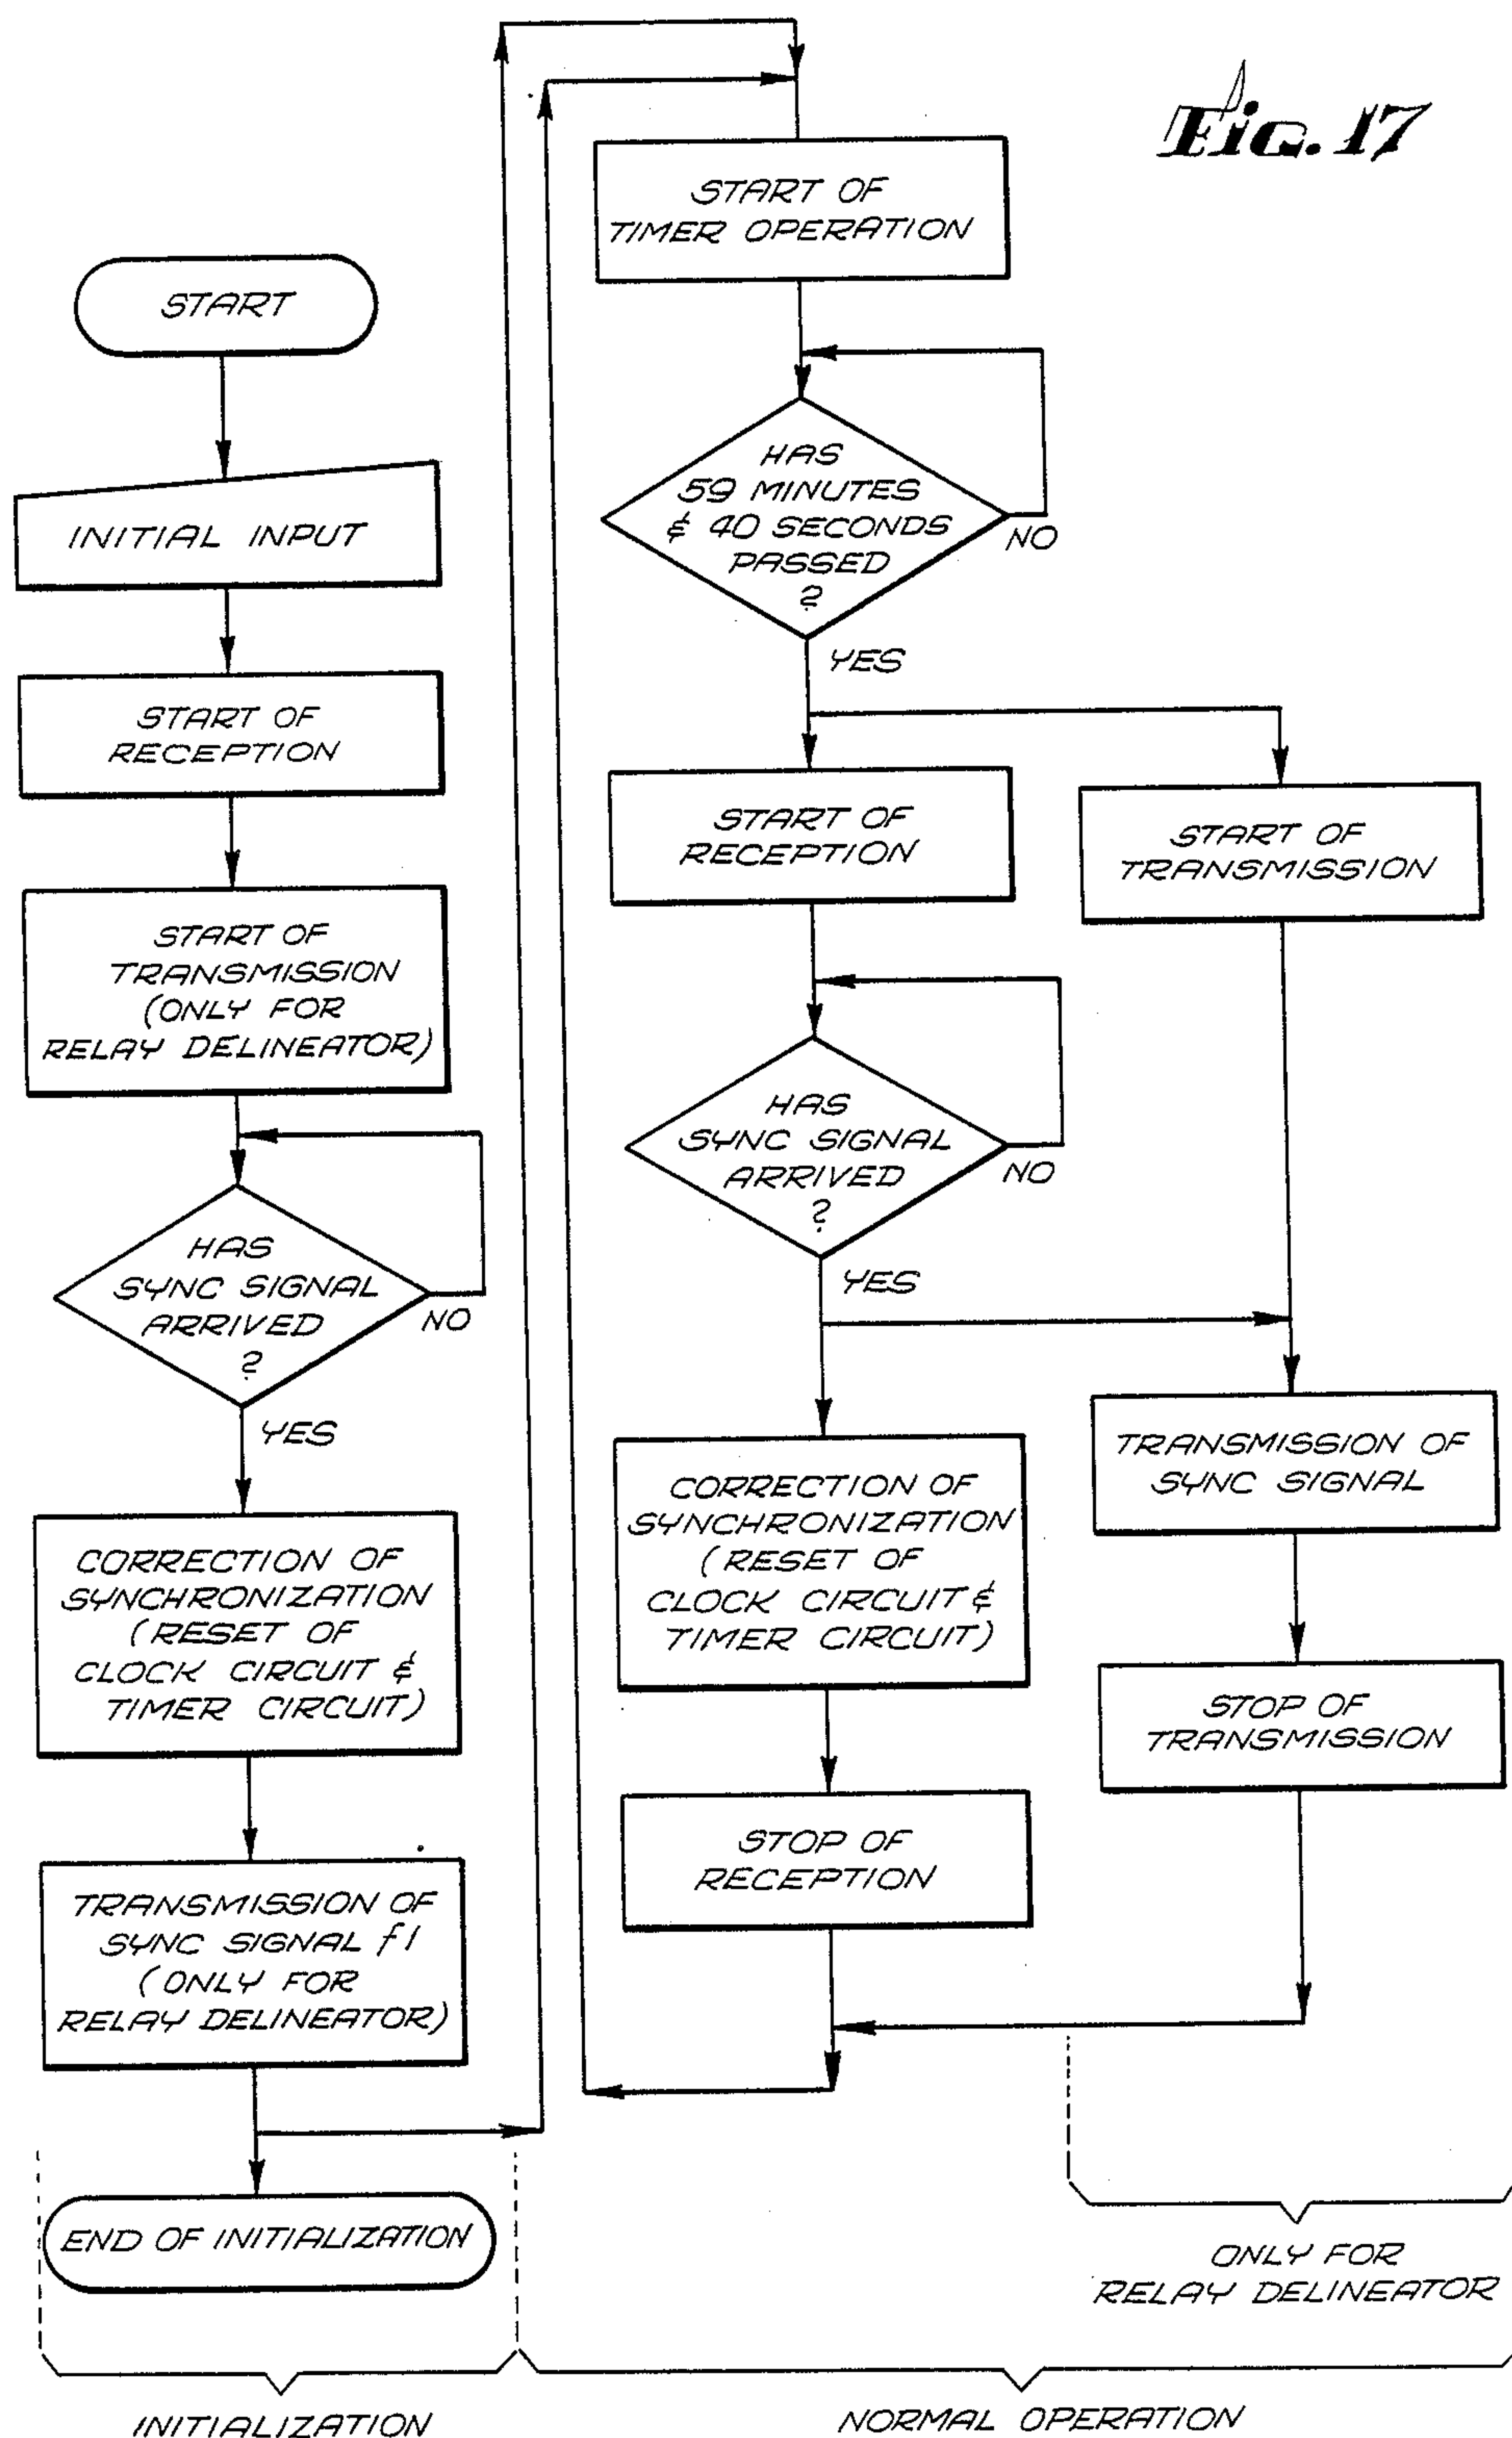 Fig. 17
START
INITIAL INPUT
START OF
RECEPTION
START OF
TRANSMISSION
(ONLY FOR
RELAY DELINEATOR)
HAS
SYNC SIGNAL
ARRIVED
?
NO
YES
CORRECTION OF
SYNCHRONIZATION
(RESET OF
CLOCK CIRCUIT &
TIMER CIRCUIT)
TRANSMISSION OF
SYNC SIGNAL f1
(ONLY FOR
RELAY DELINEATOR)
END OF INITIALIZATION
INITIALIZATION
START OF
TIMER OPERATION
HAS
59 MINUTES
& 40 SECONDS
PASSED
?
NO
YES
START OF
RECEPTION
HAS
SYNC SIGNAL
ARRIVED
?
NO
YES
CORRECTION OF
SYNCHRONIZATION
(RESET OF
CLOCK CIRCUIT &
TIMER CIRCUIT)
STOP OF
RECEPTION
START OF
TRANSMISSION
TRANSMISSION OF
SYNC SIGNAL
STOP OF
TRANSMISSION
ONLY FOR
RELAY DELINEATOR
NORMAL OPERATION